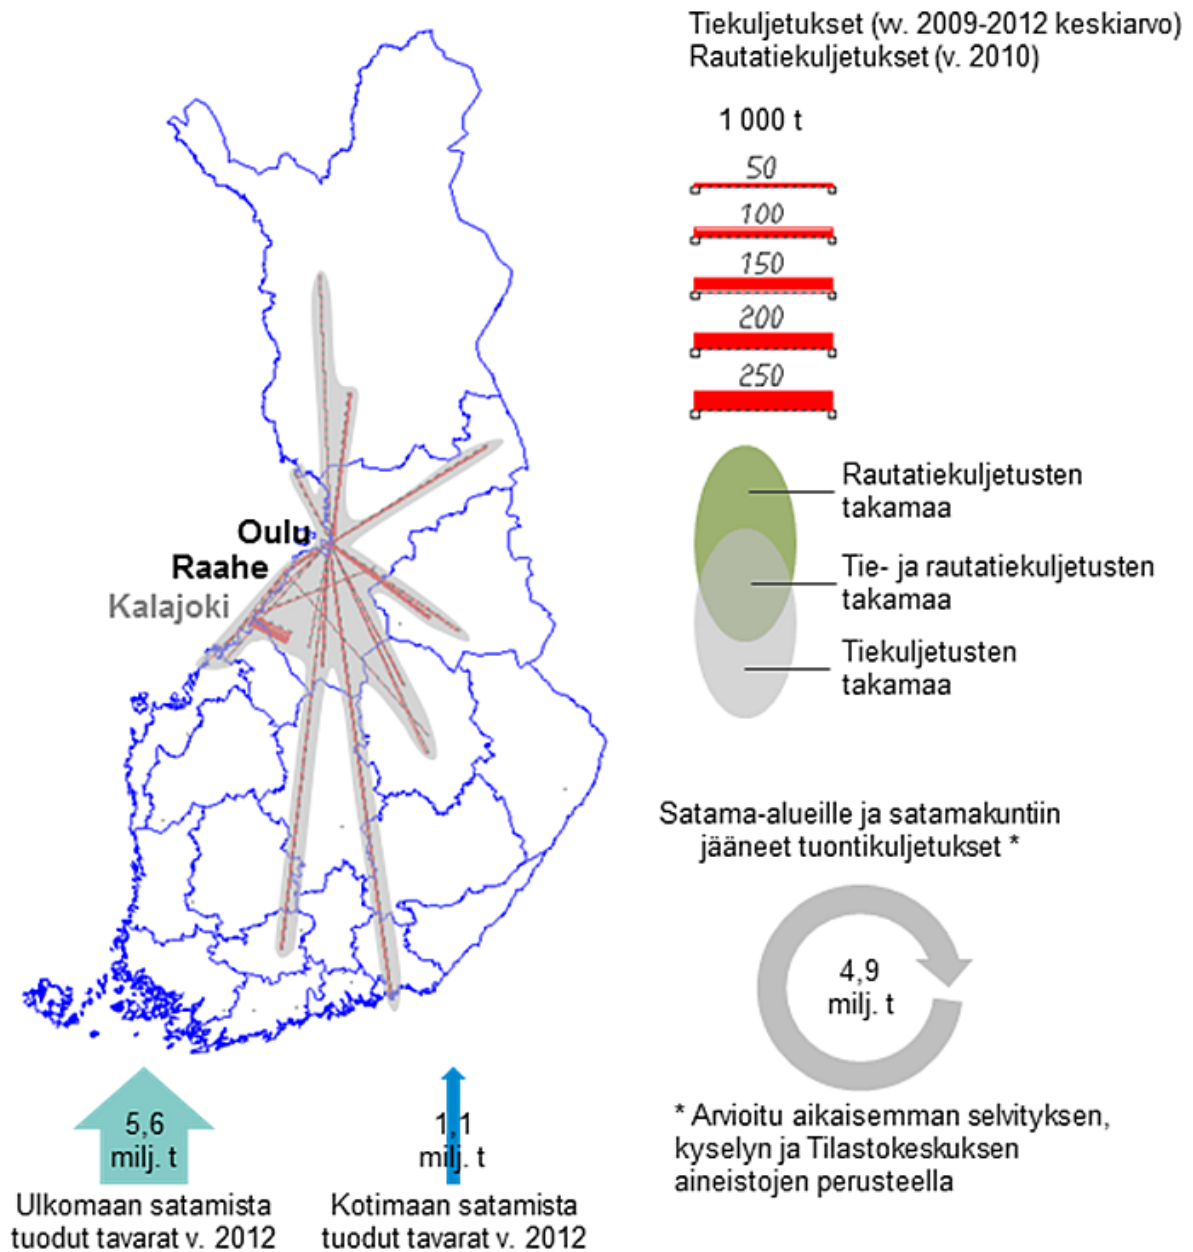 Tiekuljetukset (vv. 2009-2012 keskiarvo)
Rautatiekuljetukset (v. 2010)
1 000 t
50
100
150
200
250
Rautatiekuljetusten
takamaa
Tie- ja rautatiekuljetusten
takamaa
Tiekuljetusten
takamaa
Oulu
Raahe
Kalajoki
Satama-alueille ja satamakuntiin
jääneet tuontikuljetukset *
4,9
milj. t
* Arvioitu aikaisemman selvityksen,
kyselyn ja Tilastokeskuksen
aineistojen perusteella
5,6
milj. t
Ulkomaan satamista
tuodut tavarat v. 2012
1,1
milj. t
Kotimaan satamista
tuodut tavarat v. 2012